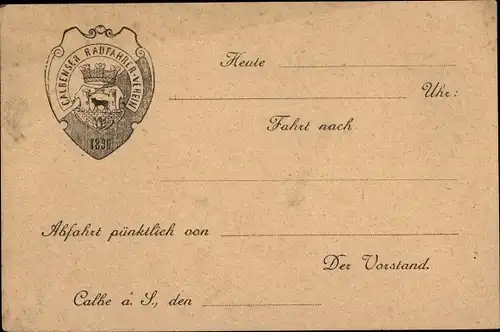 CALBENSER RADFAHRER-VEREIN
1890
Heute
Uhr:
Fahrt nach
Abfahrt pünktlich von
Der Vorstand.
Calbe a. S., den